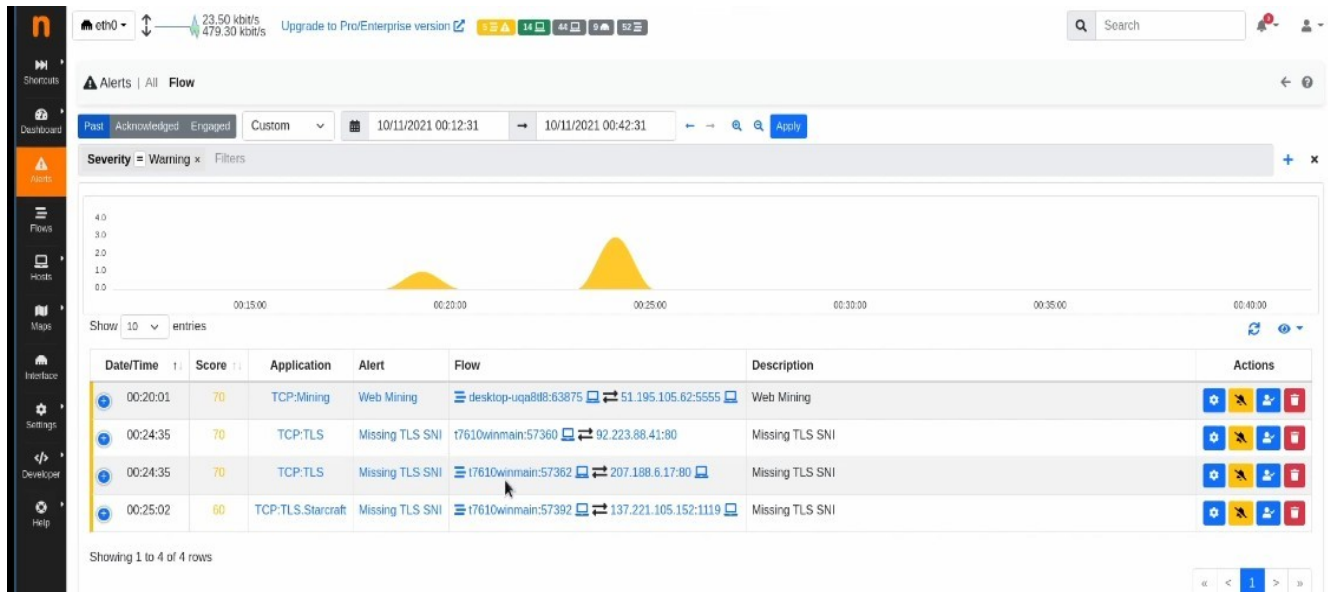 n eth0 23.50 kbit/s 479.30 kbit/s Upgrade to Pro/Enterprise version 5 14 44 9 52 Search
Shortcuts
Dashboard
Alerts
Flows
Hosts
Maps
Interface
Settings
Developer
Help
Alerts | All Flow
Past Acknowledged Engaged Custom 10/11/2021 00:12:31 → 10/11/2021 00:42:31 ← → Apply
Severity = Warning × Filters + ×
4.0
3.0
2.0
1.0
0.0
00:15:00 00:20:00 00:25:00 00:30:00 00:35:00 00:40:00
Show 10 entries
Date/Time Score Application Alert Flow Description Actions
00:20:01 70 TCP:Mining Web Mining desktop-uqa8d8:63875 51.195.105.62:5555 Web Mining
00:24:35 70 TCP:TLS Missing TLS SNI t7610winmain:57360 92.223.88.41:80 Missing TLS SNI
00:24:35 70 TCP:TLS Missing TLS SNI t7610winmain:57362 207.188.6.17:80 Missing TLS SNI
00:25:02 60 TCP:TLS.Starcraft Missing TLS SNI t7610winmain:57392 137.221.105.152:1119 Missing TLS SNI
Showing 1 to 4 of 4 rows
« < 1 > »